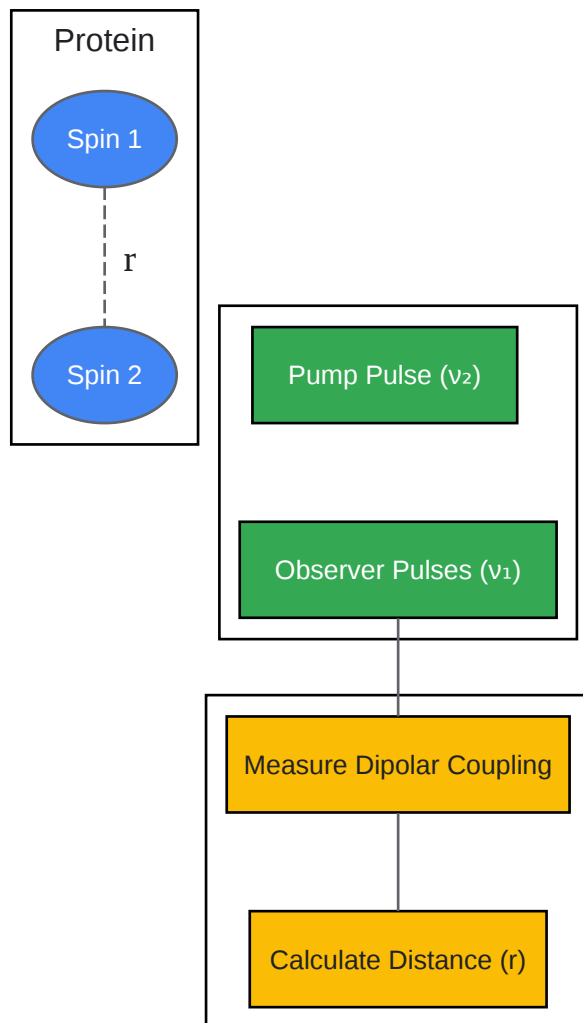 Protein
Spin 1
r
Spin 2
Pump Pulse (ν₂)
Observer Pulses (ν₁)
Measure Dipolar Coupling
Calculate Distance (r)